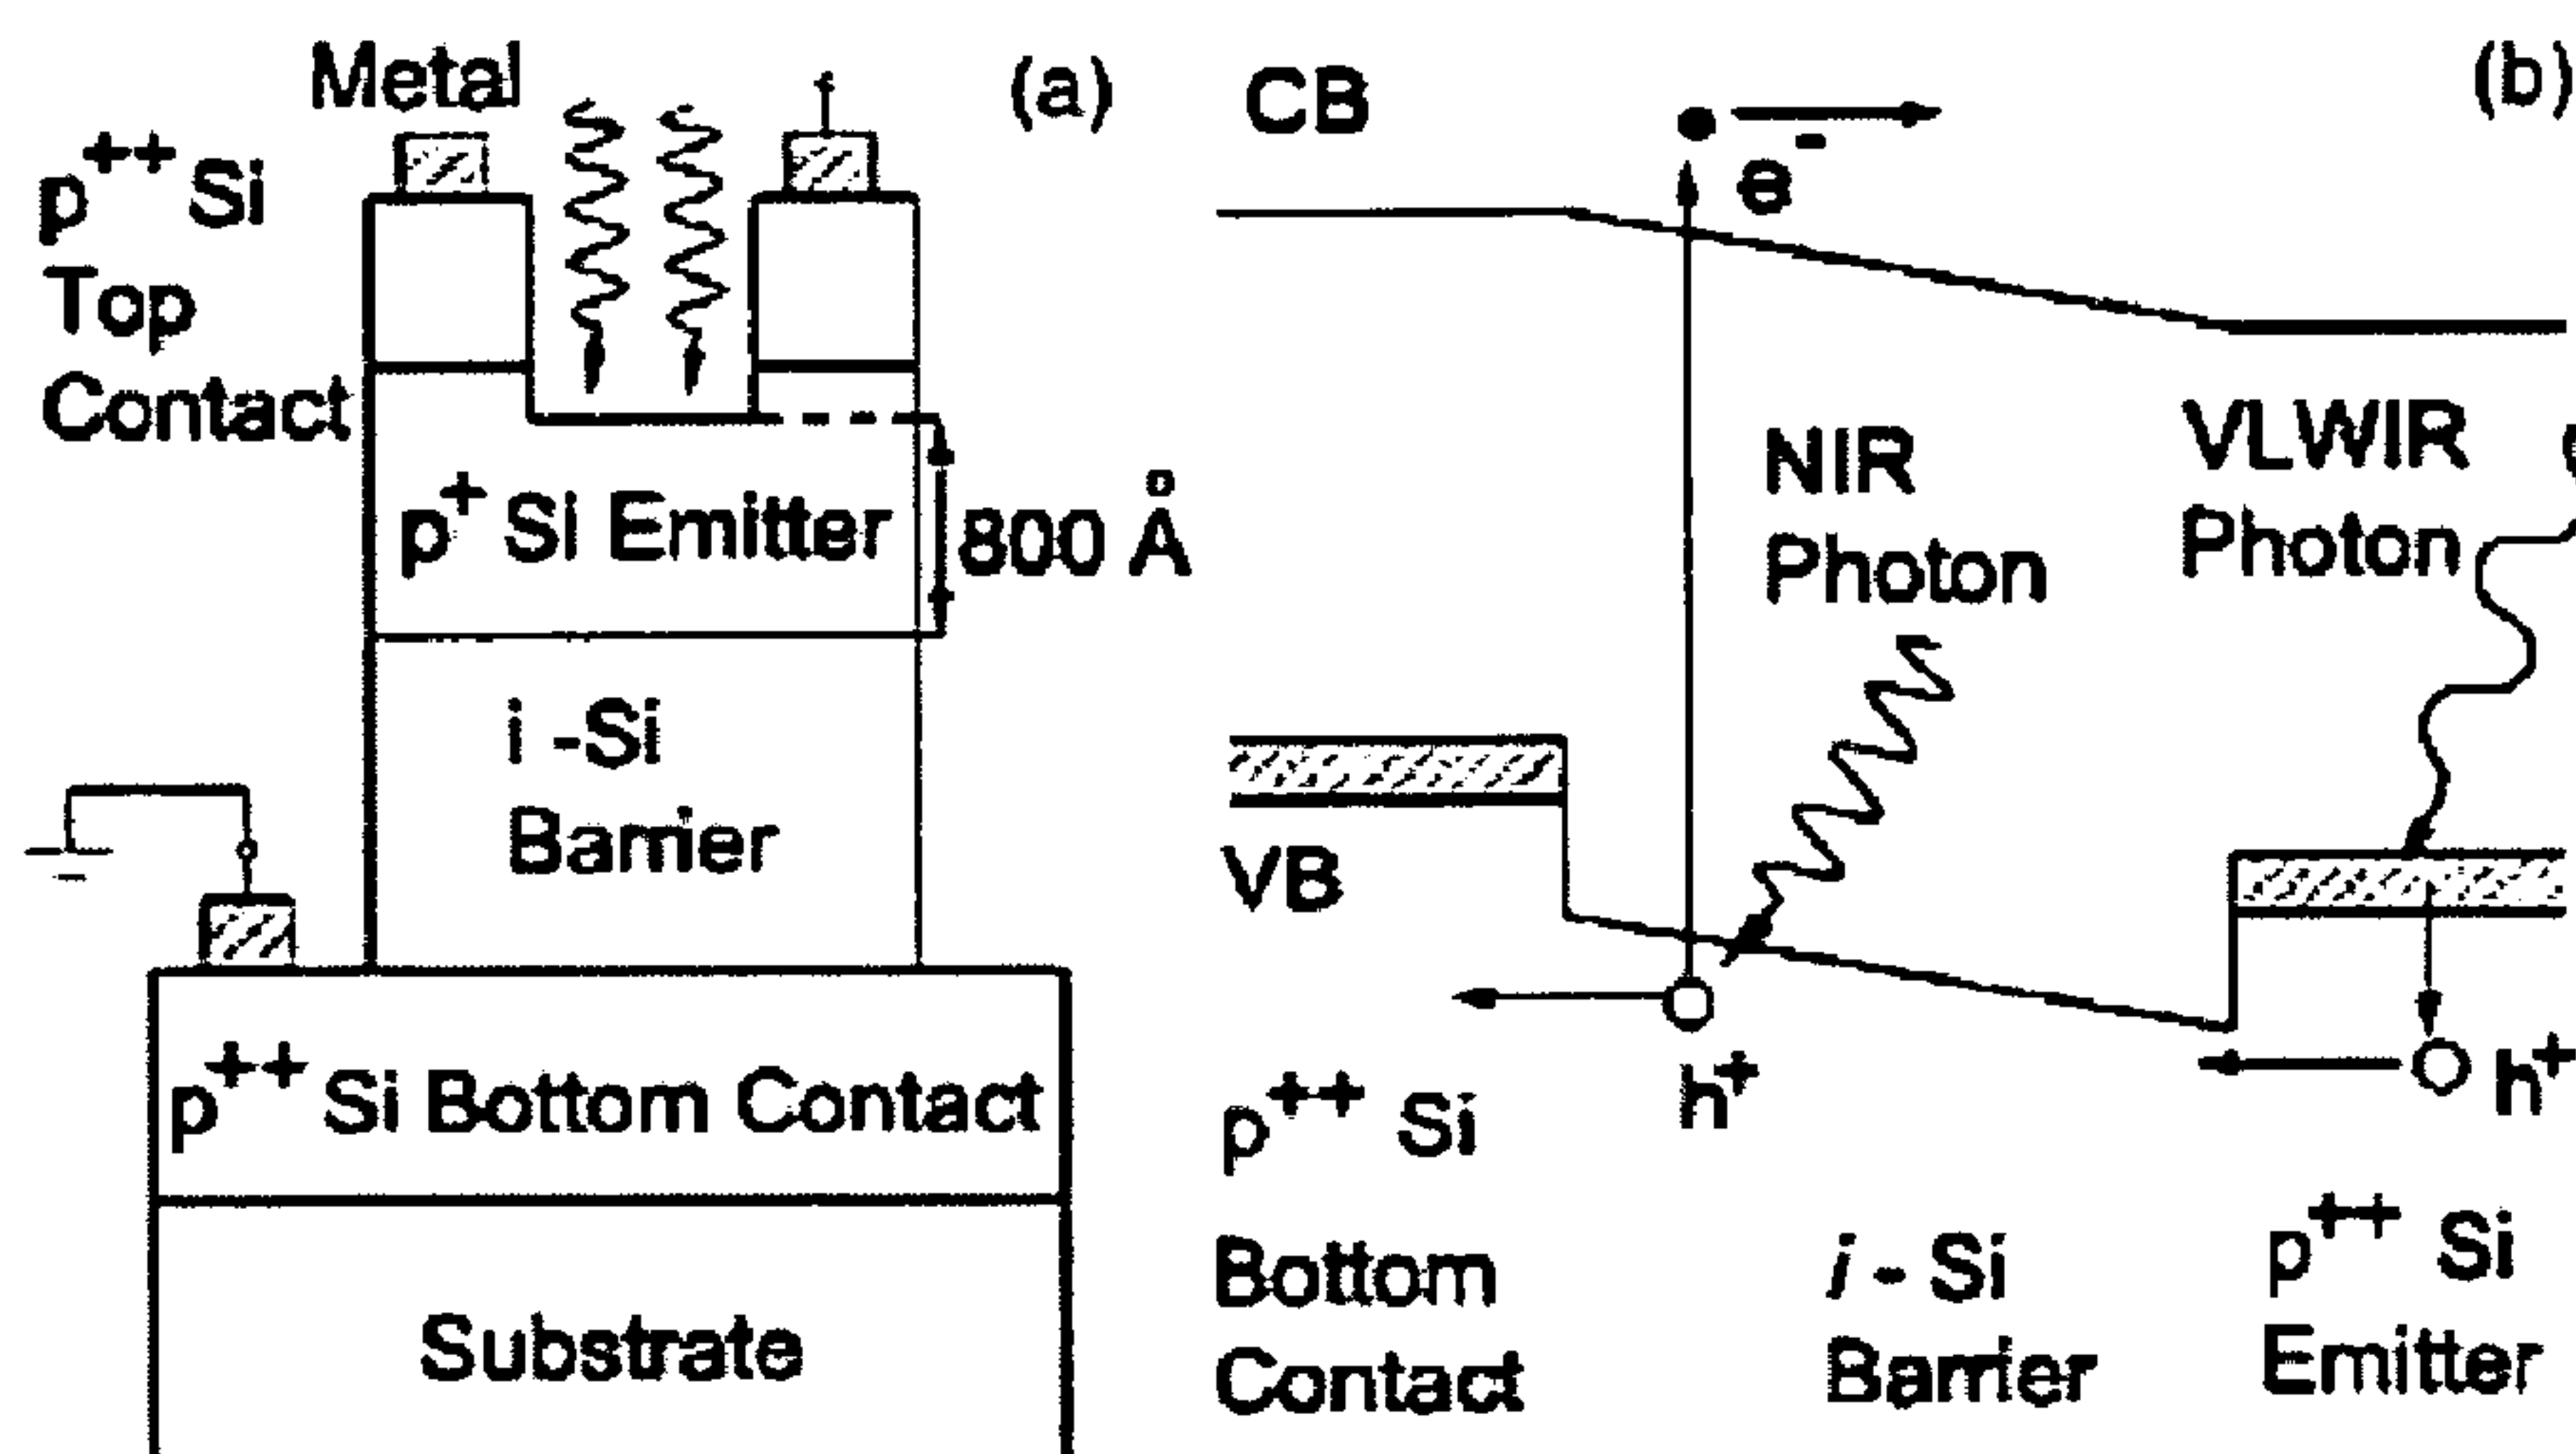 (a)
Metal
p++ Si
Top
Contact
p+ Si Emitter
800 Å
i -Si
Barrier
p++ Si Bottom Contact
Substrate
(b)
CB
e-
NIR
Photon
VLWIR
Photon
VB
h+
h+
p++ Si
Bottom
Contact
i - Si
Barrier
p++ Si
Emitter